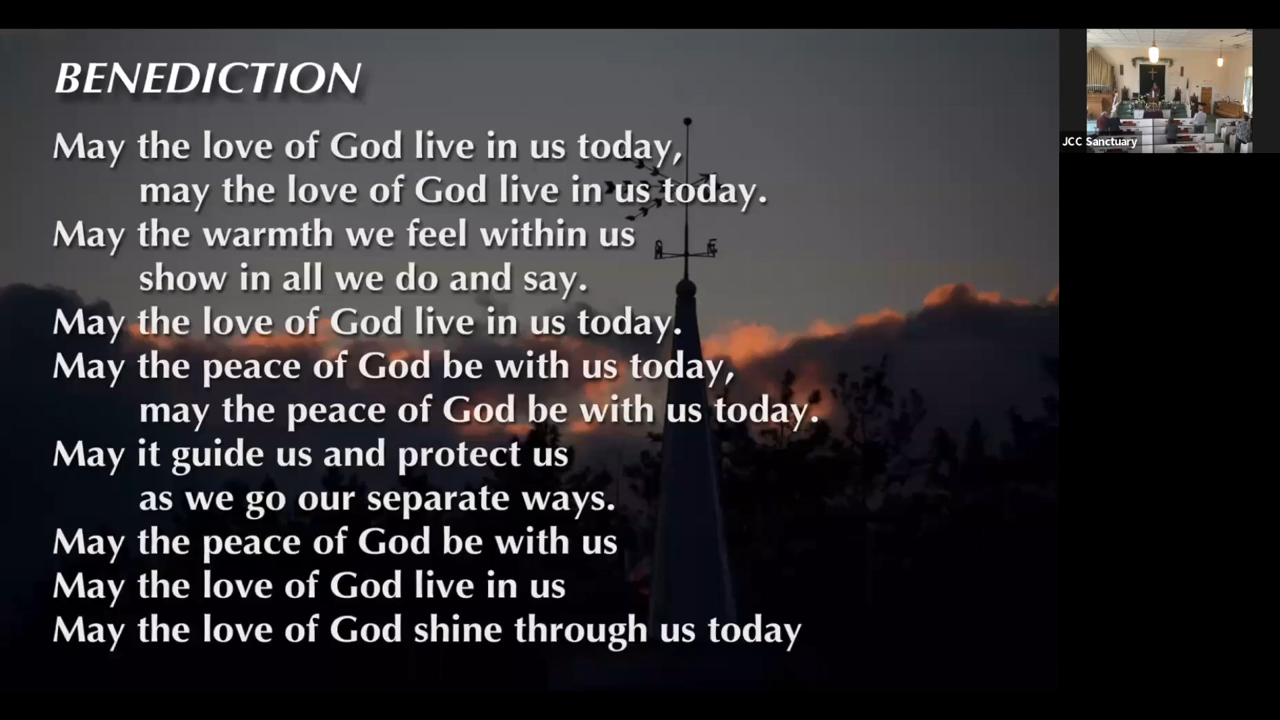 BENEDICTION
May the love of God live in us today,
may the love of God live in us today.
May the warmth we feel within us
show in all we do and say.
May the love of God live in us today.
May the peace of God be with us today,
may the peace of God be with us today.
May it guide us and protect us
as we go our separate ways.
May the peace of God be with us
May the love of God live in us
May the love of God shine through us today
JCC Sanctuary